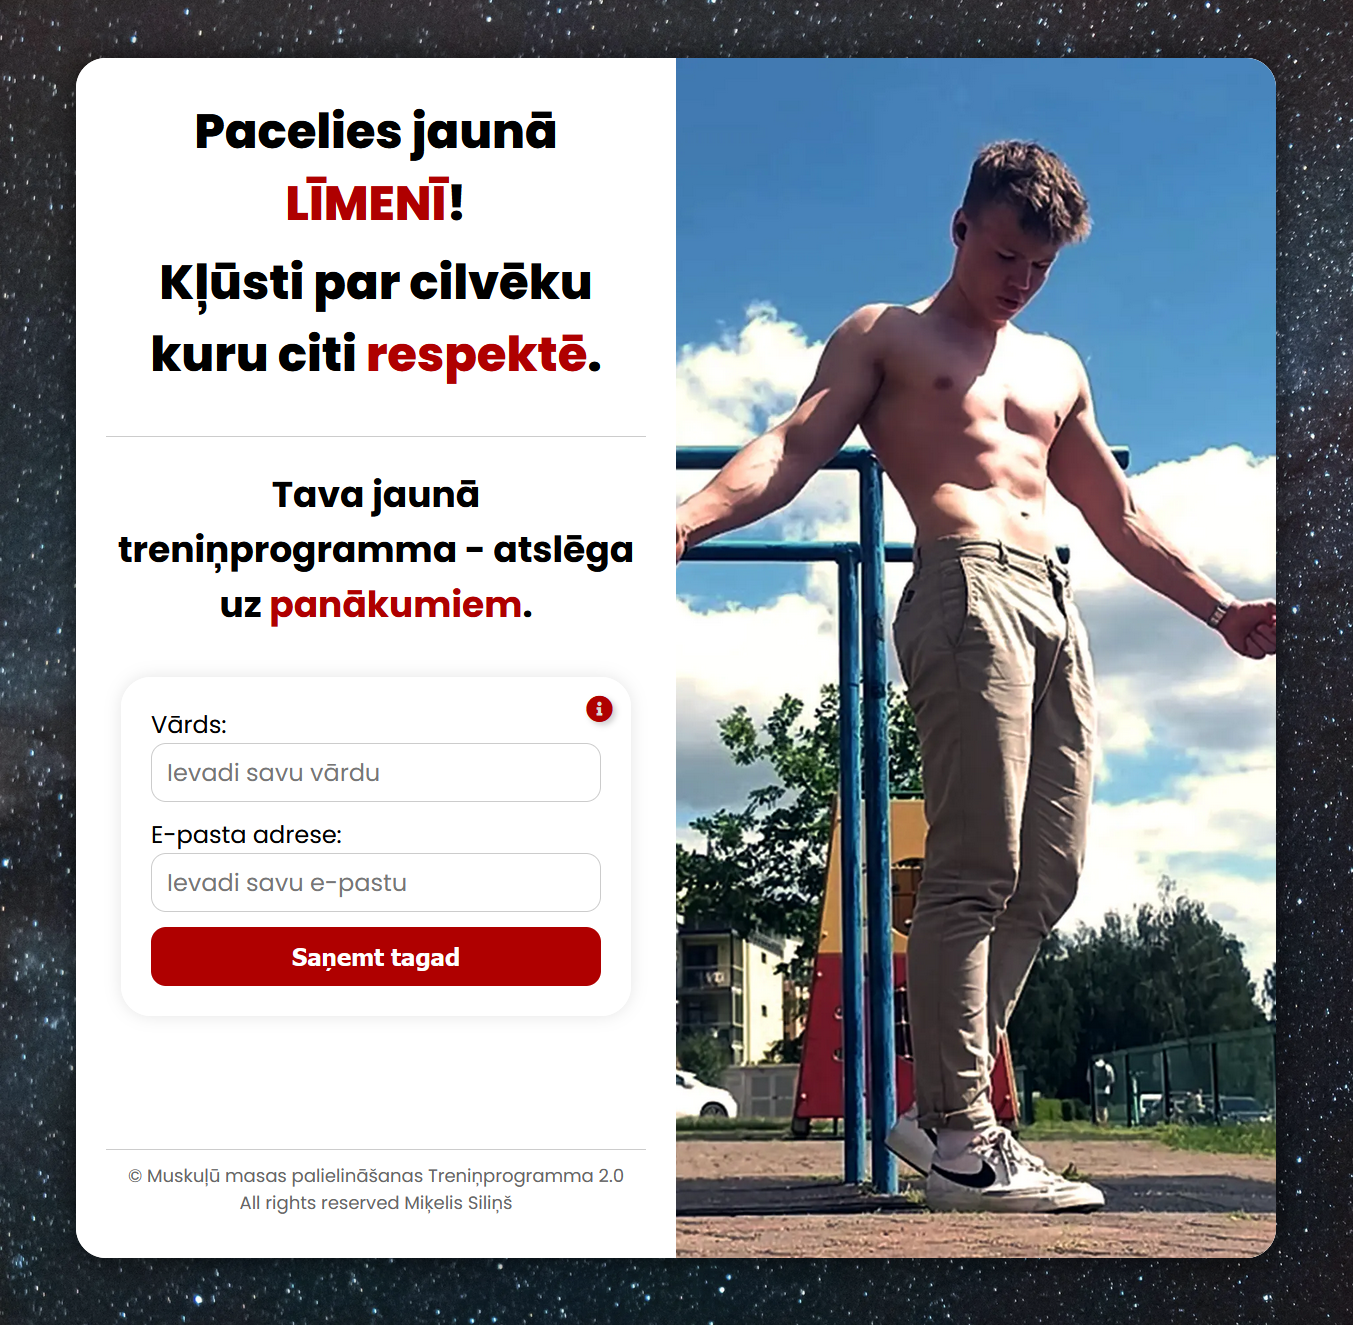 Pacelies jaunā
LĪMENĪ!
Kļūsti par cilvēku
kuru citi respektē.
Tava jaunā
treniņprogramma - atslēga
uz panākumiem.
Vārds:
Ievadi savu vārdu
E-pasta adrese:
Ievadi savu e-pastu
Saņemt tagad
© Muskuļū masas palielināšanas Treniņprogramma 2.0
All rights reserved Miķelis Siliņš